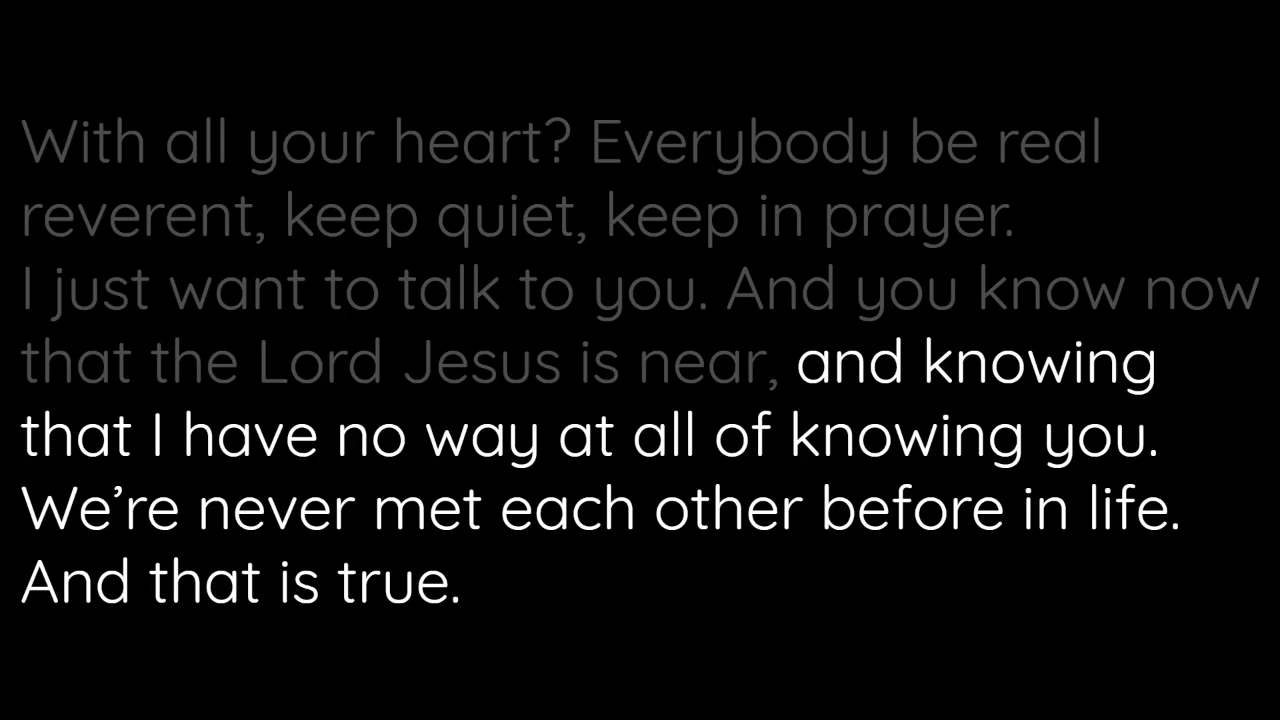 With all your heart? Everybody be real
reverent, keep quiet, keep in prayer.
I just want to talk to you. And you know now
that the Lord Jesus is near, and knowing
that I have no way at all of knowing you.
We’re never met each other before in life.
And that is true.